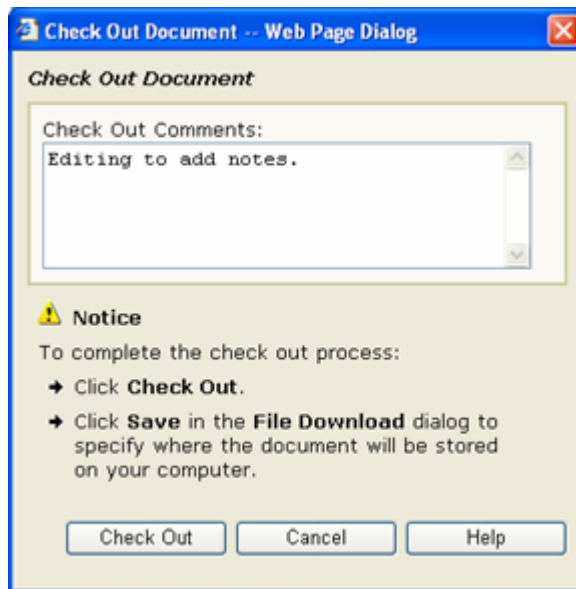 Check Out Document -- Web Page Dialog
Check Out Document
Check Out Comments:
Editing to add notes.
Notice
To complete the check out process:
➔ Click Check Out.
➔ Click Save in the File Download dialog to
specify where the document will be stored
on your computer.
Check Out Cancel Help